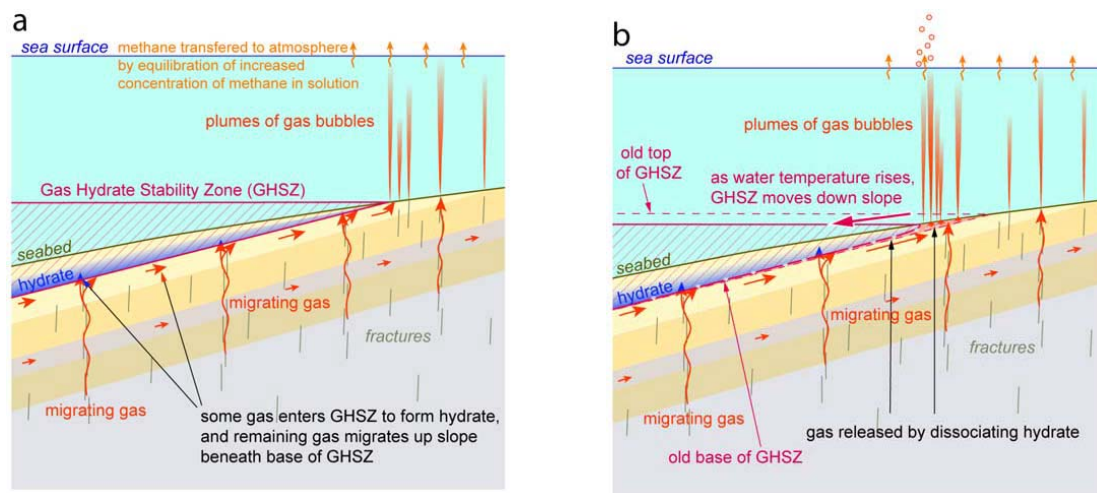 a
sea surface
methane transfered to atmosphere
by equilibration of increased
concentration of methane in solution
plumes of gas bubbles
Gas Hydrate Stability Zone (GHSZ)
seabed
hydrate
migrating gas
fractures
migrating gas
some gas enters GHSZ to form hydrate,
and remaining gas migrates up slope
beneath base of GHSZ
b
sea surface
plumes of gas bubbles
old top
of GHSZ
as water temperature rises,
GHSZ moves down slope
seabed
hydrate
migrating gas
fractures
migrating gas
gas released by dissociating hydrate
old base of GHSZ